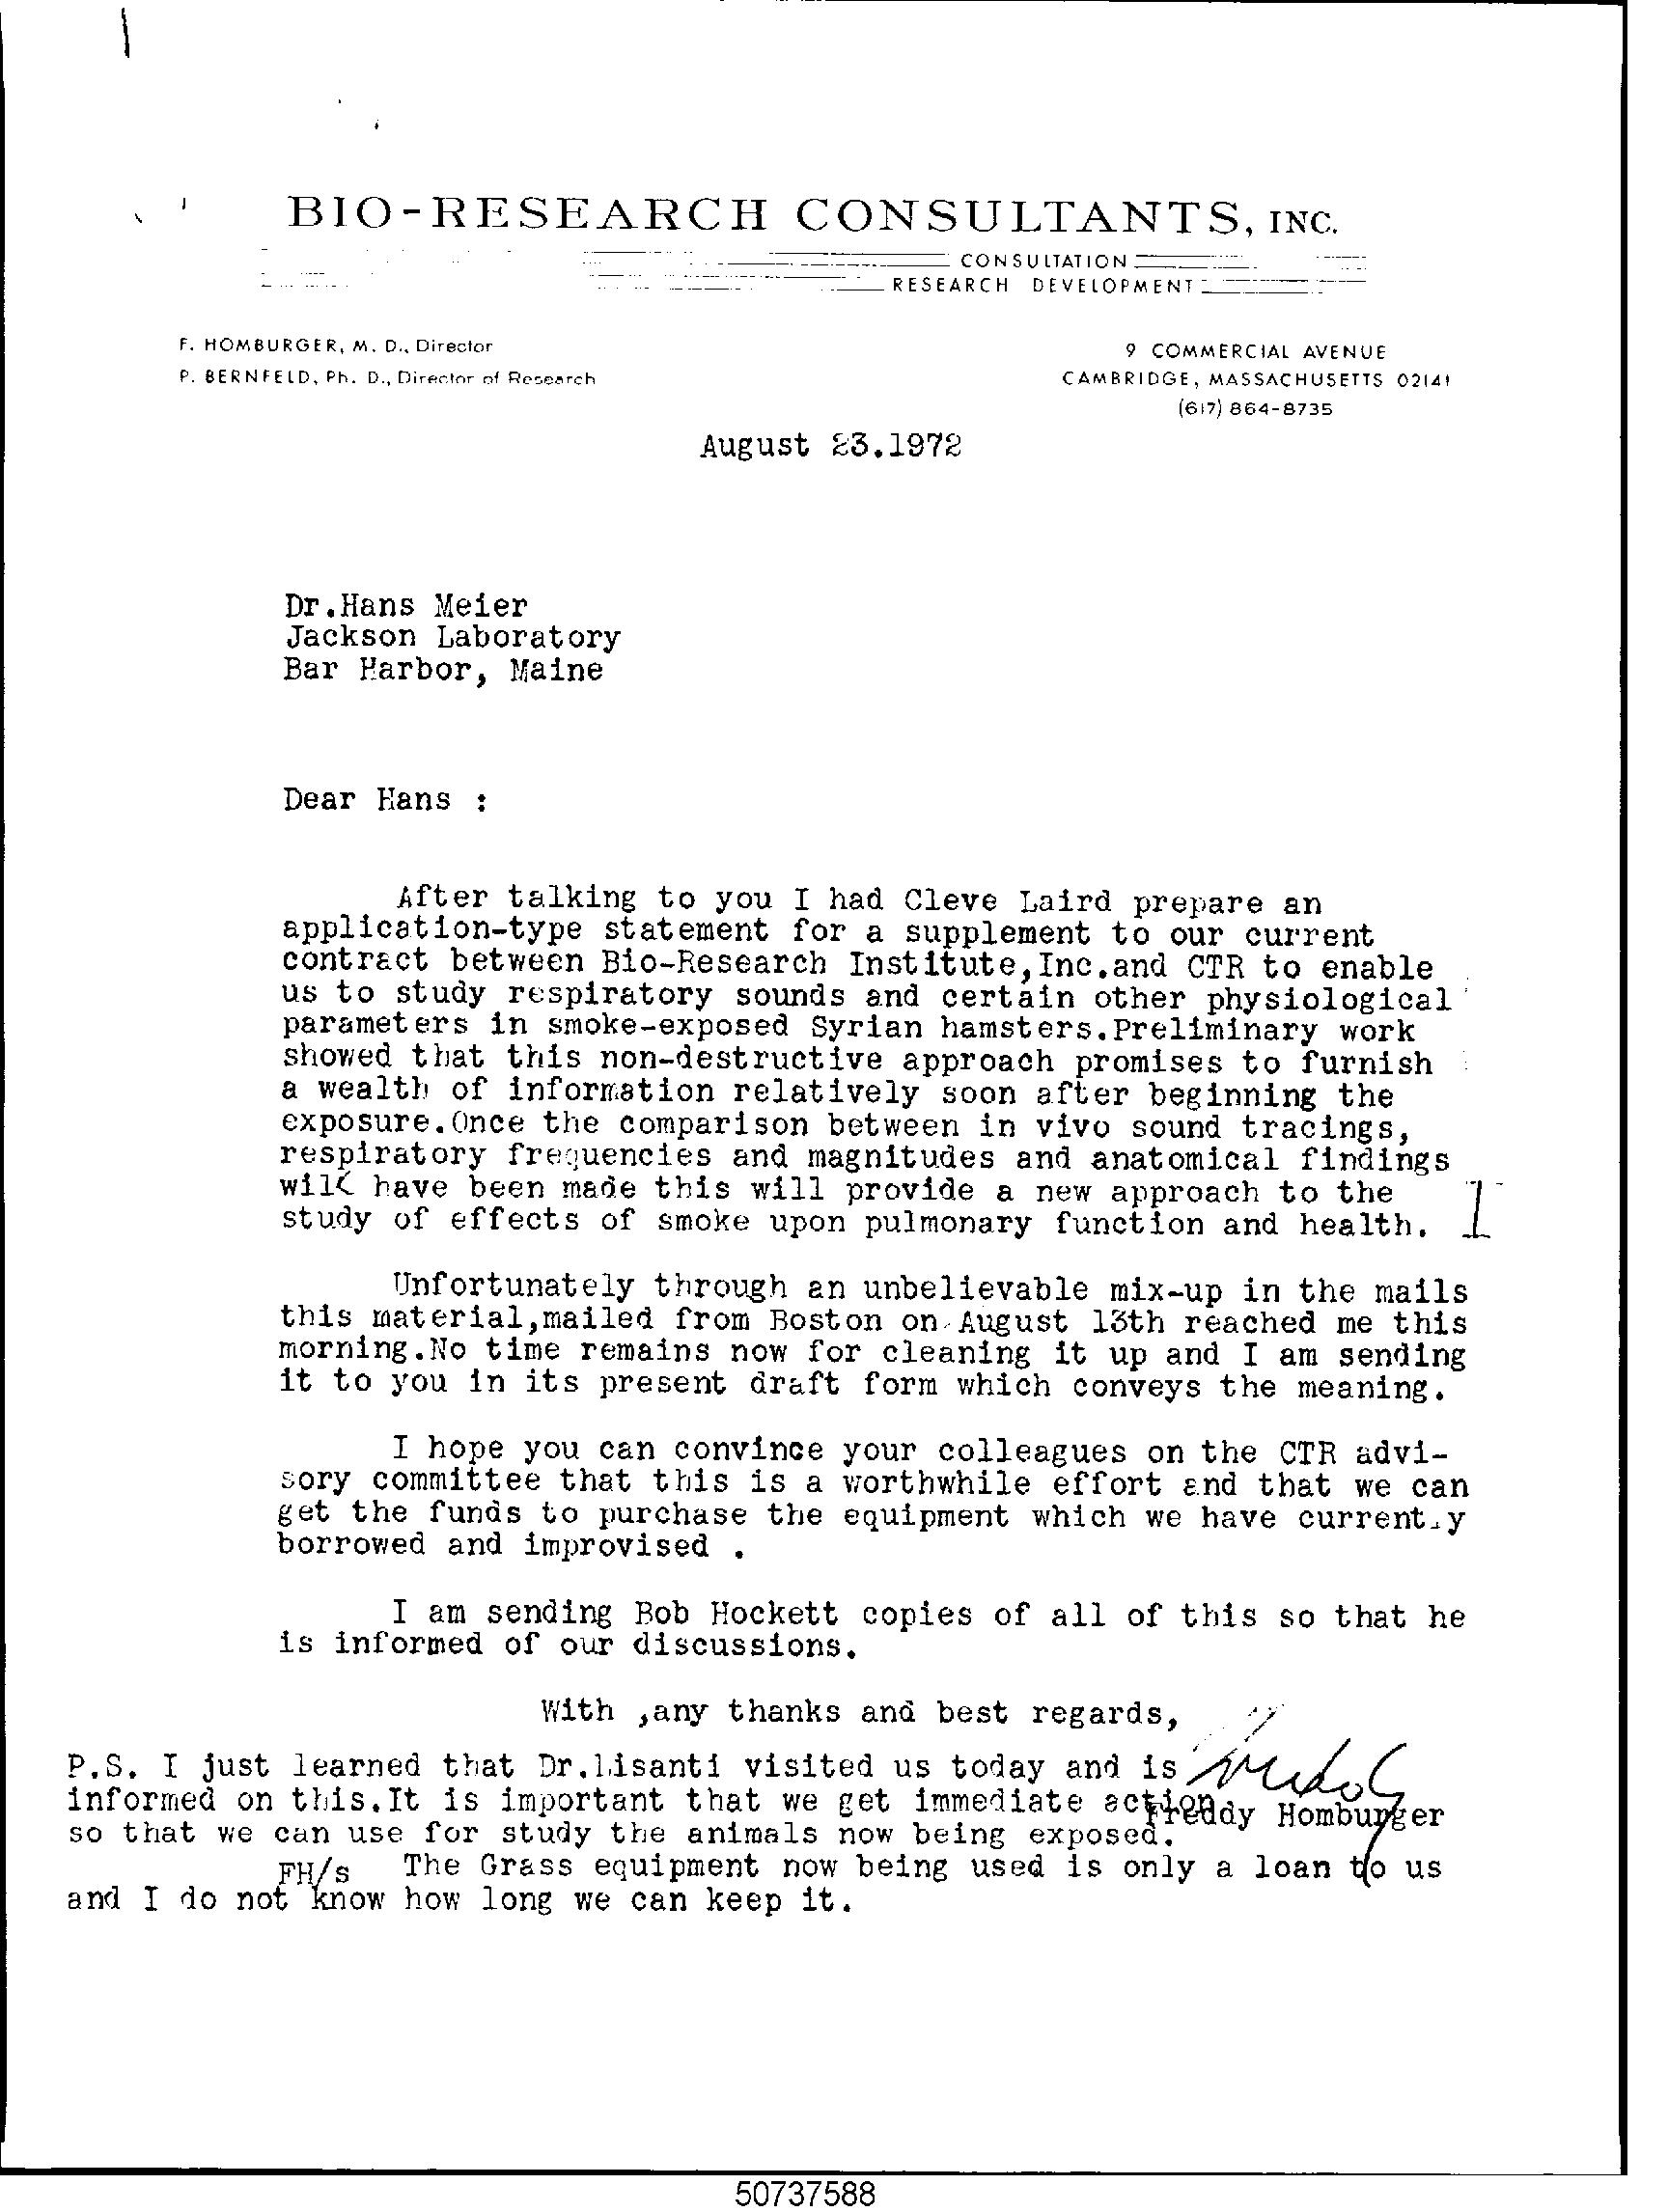 BIO-RESEARCH CONSULTANTS, INC.
CONSULTATION
RESEARCH DEVELOPMENT
F. HOMBURGER, M. D., Director
P. BERNFELD, Ph. D., Director of Research
9 COMMERCIAL AVENUE
CAMBRIDGE, MASSACHUSETTS 02141
(617) 864-8735
August 23.1972
Dr.Hans Meier
Jackson Laboratory
Bar Harbor, Maine
Dear Hans :
After talking to you I had Cleve Laird prepare an
application-type statement for a supplement to our current
contract between Bio-Research Institute,Inc.and CTR to enable
us to study respiratory sounds and certain other physiological
parameters in smoke-exposed Syrian hamsters.Preliminary work
showed that this non-destructive approach promises to furnish
a wealth of information relatively soon after beginning the
exposure.Once the comparison between in vivo sound tracings,
respiratory frequencies and magnitudes and anatomical findings
will have been made this will provide a new approach to the
study of effects of smoke upon pulmonary function and health.
Unfortunately through an unbelievable mix-up in the mails
this material,mailed from Boston on August 13th reached me this
morning.No time remains now for cleaning it up and I am sending
it to you in its present draft form which conveys the meaning.
I hope you can convince your colleagues on the CTR advi-
sory committee that this is a worthwhile effort and that we can
get the funds to purchase the equipment which we have currently
borrowed and improvised .
I am sending Bob Hockett copies of all of this so that he
is informed of our discussions.
With ,any thanks and best regards,
P.S. I just learned that Dr.Lisanti visited us today and is
informed on this.It is important that we get immediate action
Freddy Homburger
so that we can use for study the animals now being exposed.
FH/s The Grass equipment now being used is only a loan to us
and I do not know how long we can keep it.
50737588